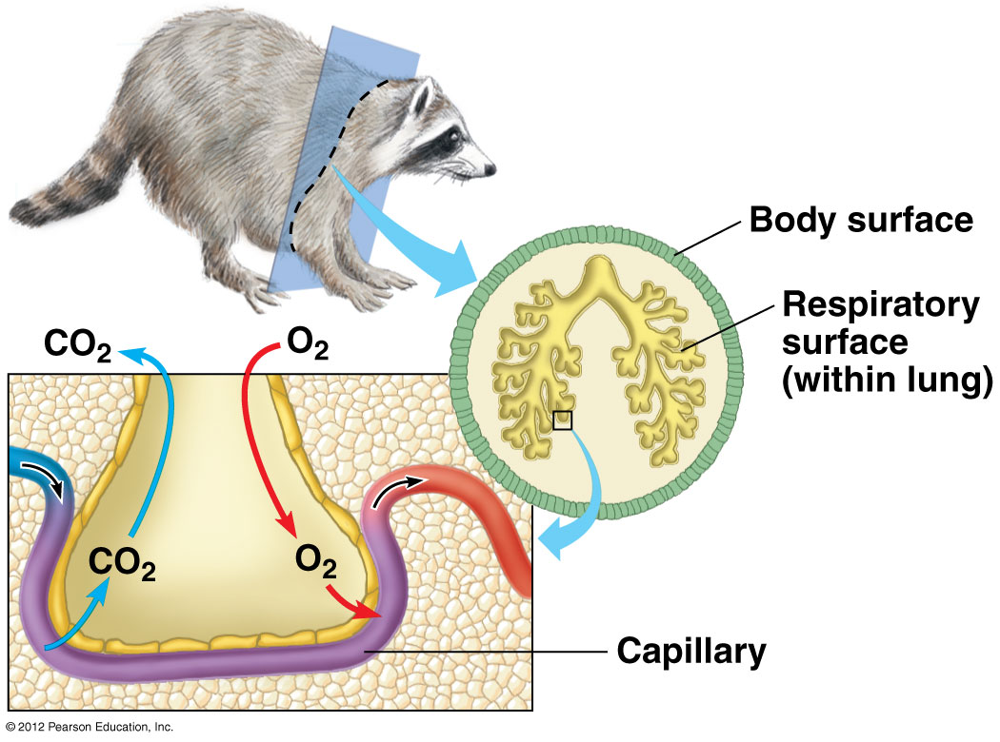 Body surface
Respiratory
surface
(within lung)
CO₂
O₂
CO₂
O₂
Capillary
© 2012 Pearson Education, Inc.